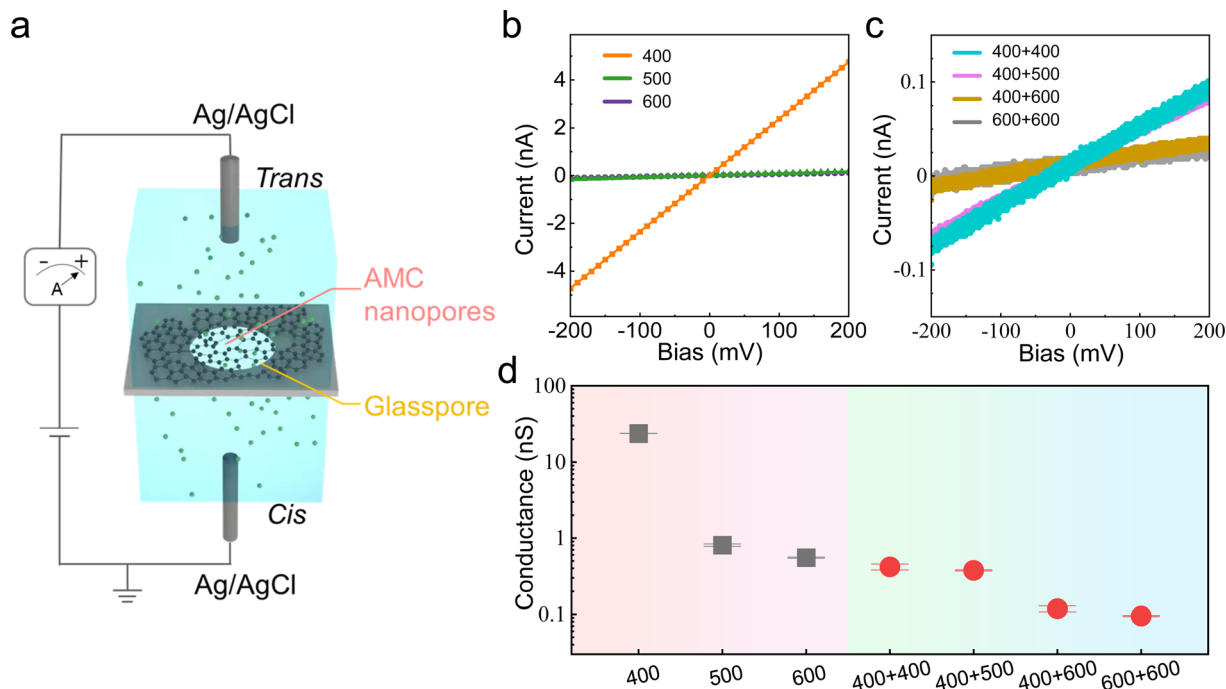 a
Ag/AgCl
Trans
- +
A
AMC
nanopores
Glasspore
Cis
Ag/AgCl
b
400
500
600
4
2
0
-2
-4
Current (nA)
-200 -100 0 100 200
Bias (mV)
c
400+400
400+500
400+600
600+600
0.1
0
-0.1
Current (nA)
-200 -100 0 100 200
Bias (mV)
d
100
10
1
0.1
Conductance (nS)
400 500 600 400+400 400+500 400+600 600+600